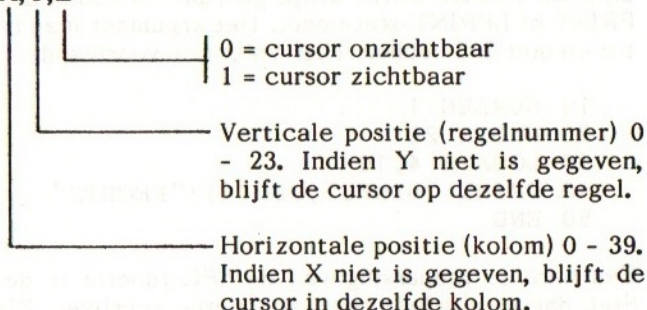 0 = cursor onzichtbaar
1 = cursor zichtbaar
Verticale positie (regelnummer) 0
- 23. Indien Y niet is gegeven,
blijft de cursor op dezelfde regel.
Horizontale positie (kolom) 0 - 39.
Indien X niet is gegeven, blijft de
cursor in dezelfde kolom.